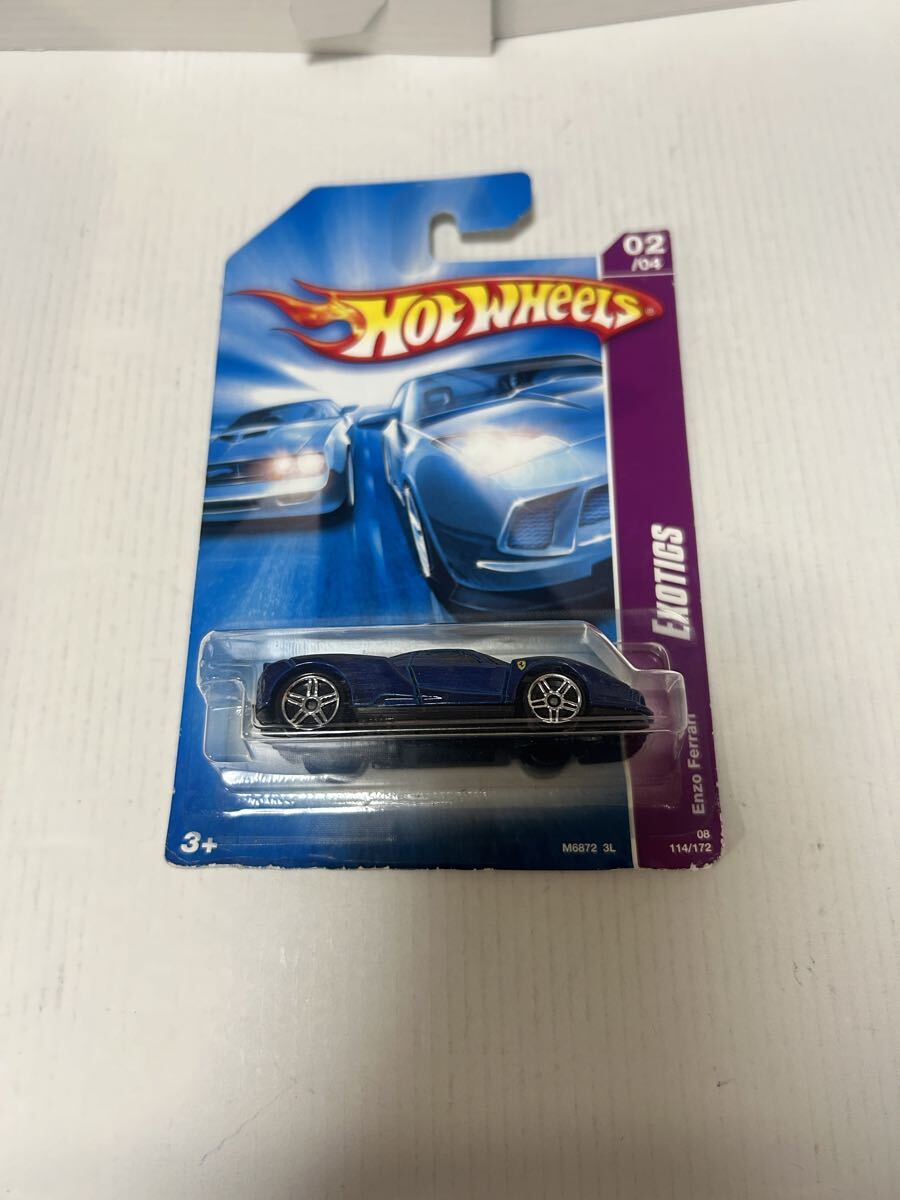 02
/04
HOT WHEELS®
EXOTICS
Enzo Ferrari
3+
M6872 3L
08
114/172